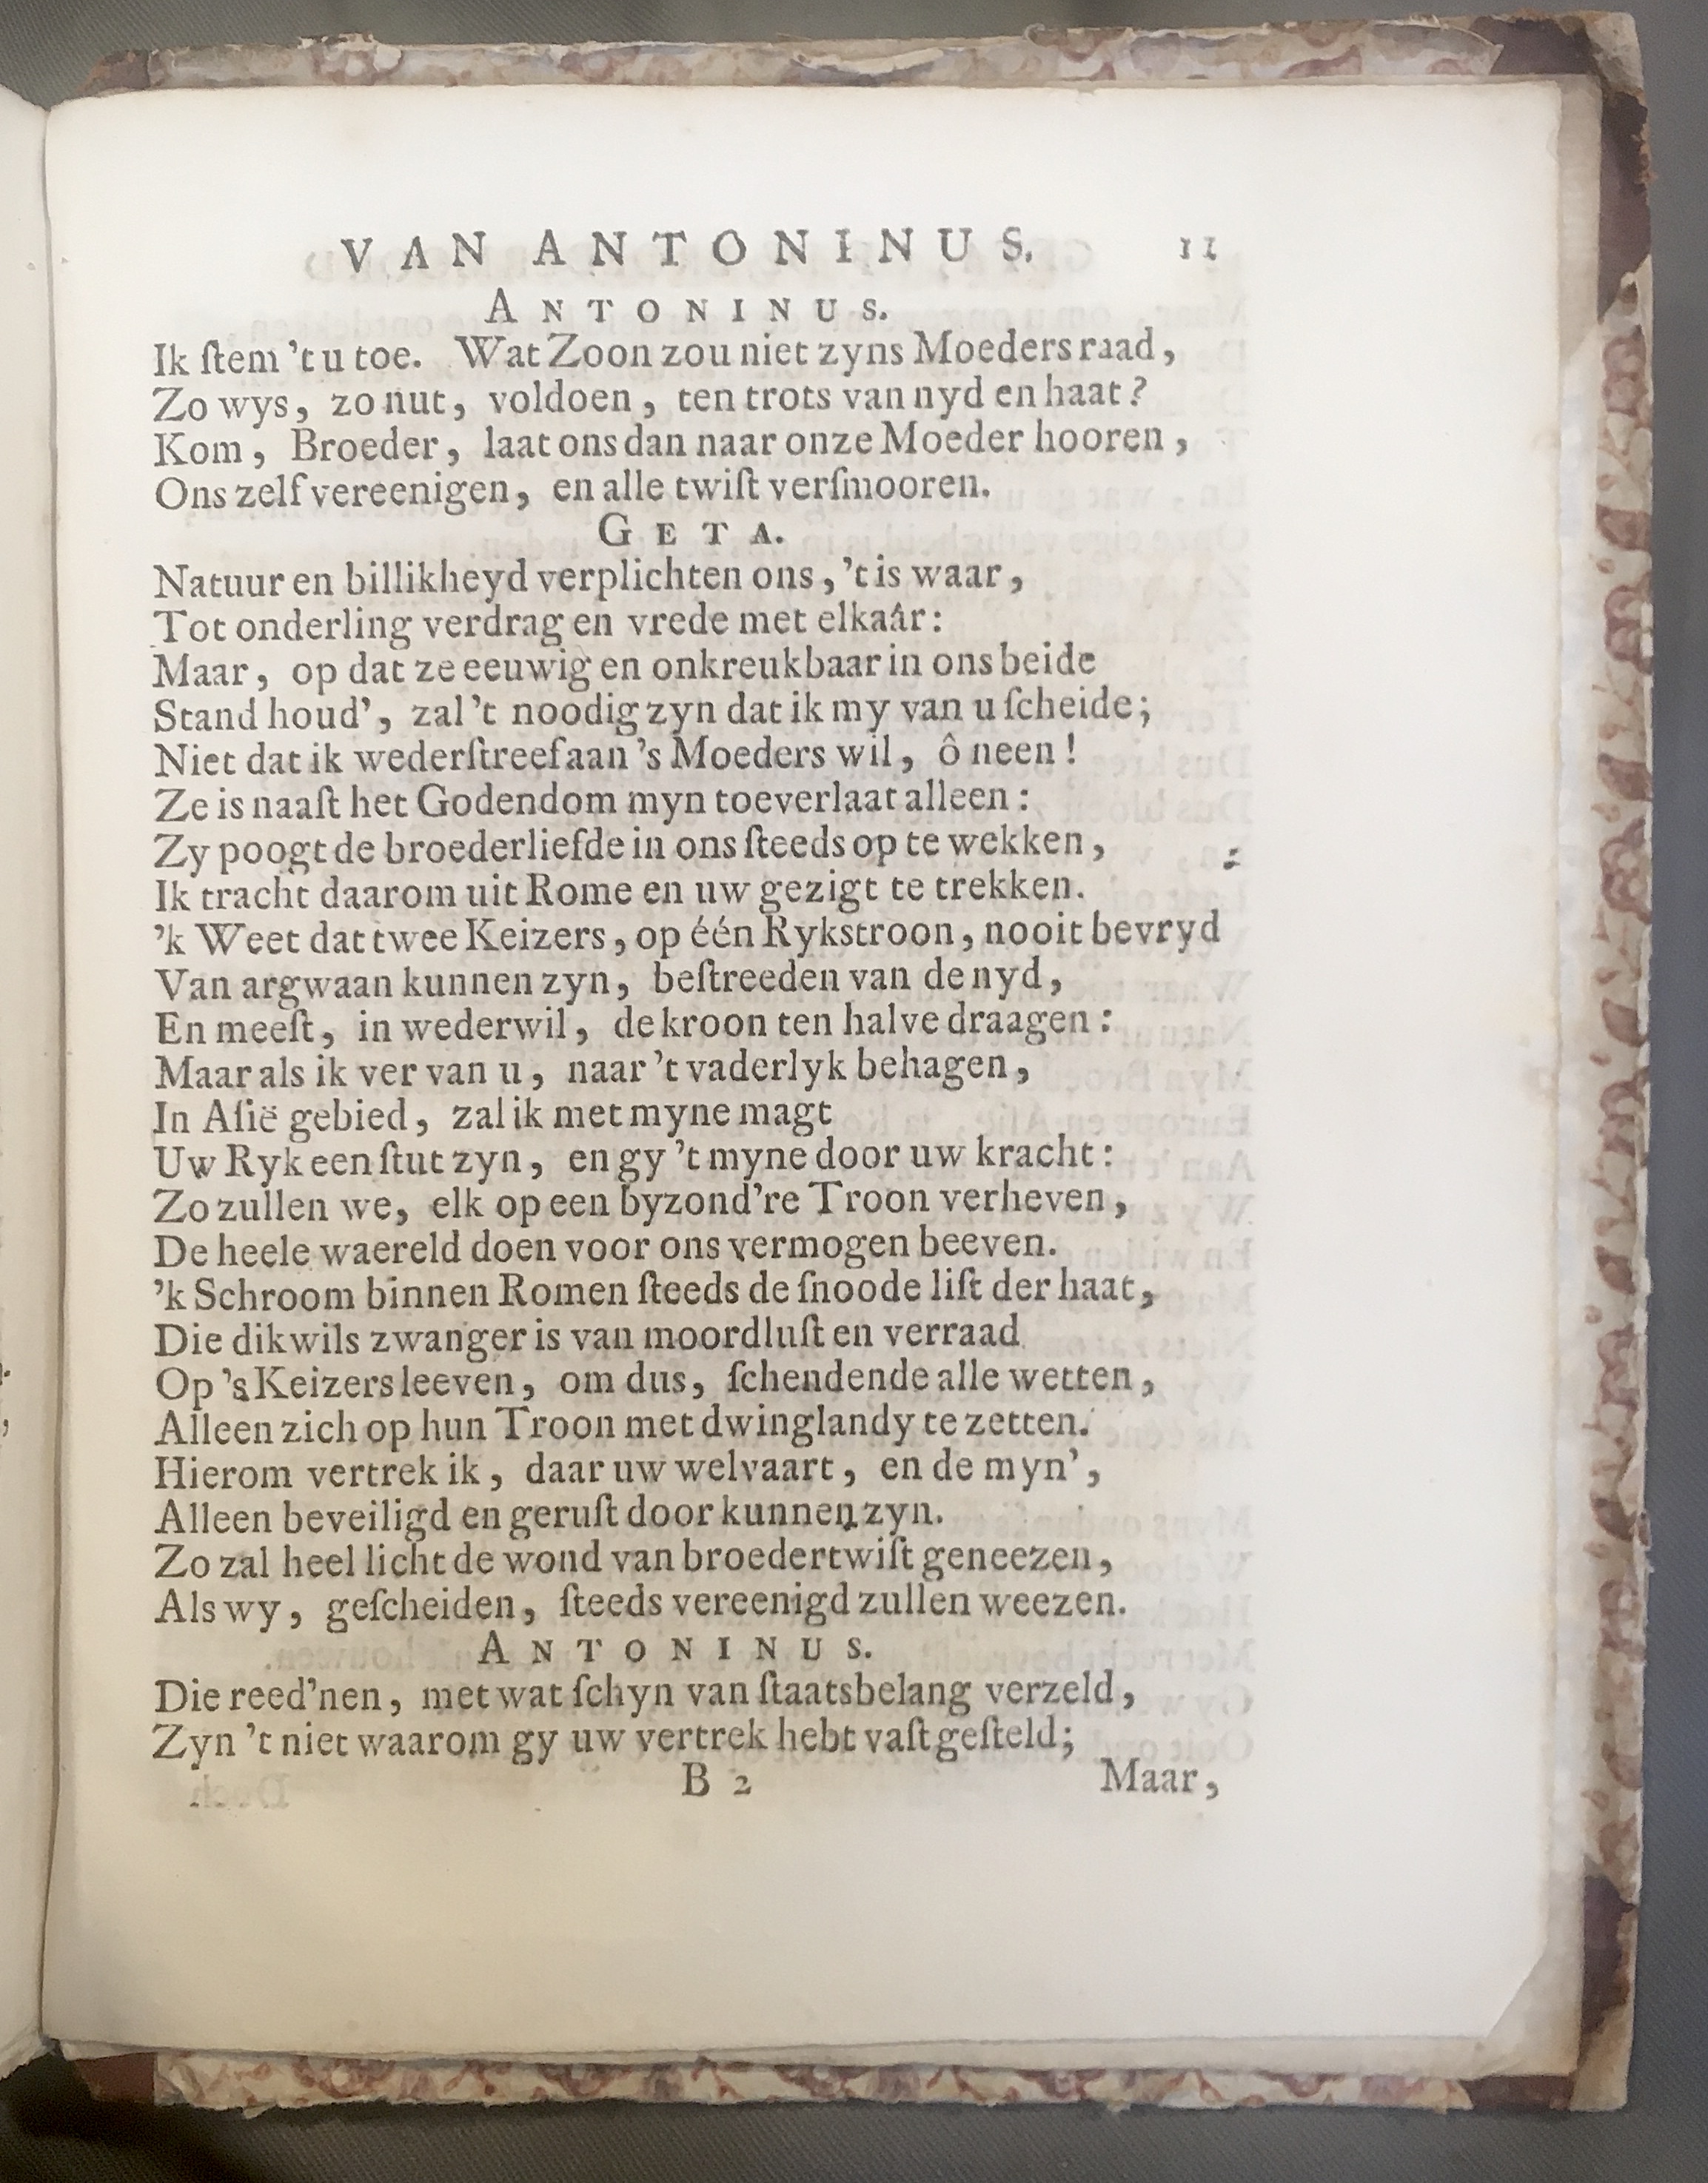 VAN ANTONINUS. 11
ANTONINUS.
Ik ſtem 't u toe. Wat Zoon zou niet zyns Moeders raad,
Zo wys, zo nut, voldoen, ten trots van nyd en haat?
Kom, Broeder, laat ons dan naar onze Moeder hooren,
Ons zelf vereenigen, en alle twiſt verſmooren.
GETA.
Natuur en billikheyd verplichten ons, 't is waar,
Tot onderling verdrag en vrede met elkaâr:
Maar, op dat ze eeuwig en onkreukbaar in ons beide
Stand houd', zal 't noodig zyn dat ik my van u ſcheide;
Niet dat ik wederſtreef aan 's Moeders wil, ô neen!
Ze is naaſt het Godendom myn toeverlaat alleen:
Zy poogt de broederliefde in ons ſteeds op te wekken,
Ik tracht daarom uit Rome en uw gezigt te trekken.
'k Weet dat twee Keizers, op één Rykstroon, nooit bevryd
Van argwaan kunnen zyn, beſtreeden van de nyd,
En meeſt, in wederwil, de kroon ten halve draagen:
Maar als ik ver van u, naar 't vaderlyk behagen,
In Aſië gebied, zal ik met myne magt
Uw Ryk een ſtut zyn, en gy 't myne door uw kracht:
Zo zullen we, elk op een byzond're Troon verheven,
De heele waereld doen voor ons vermogen beeven.
'k Schroom binnen Romen ſteeds de ſnoode liſt der haat,
Die dikwils zwanger is van moordluſt en verraad
Op 's Keizers leeven, om dus, ſchendende alle wetten,
Alleen zich op hun Troon met dwinglandy te zetten.
Hierom vertrek ik, daar uw welvaart, en de myn',
Alleen beveiligd en geruſt door kunnen zyn.
Zo zal heel licht de wond van broedertwiſt geneezen,
Als wy, geſcheiden, ſteeds vereenigd zullen weezen.
ANTONINUS.
Die reed'nen, met wat ſchyn van ſtaatsbelang verzeld,
Zyn 't niet waarom gy uw vertrek hebt vaſt geſteld;
B 2 Maar,